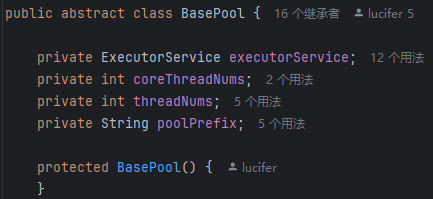 public abstract class BasePool { 16 个继承者 lucifer 5
private ExecutorService executorService; 12 个用法
private int coreThreadNums; 2 个用法
private int threadNums; 5 个用法
private String poolPrefix; 5 个用法
protected BasePool() { lucifer
}